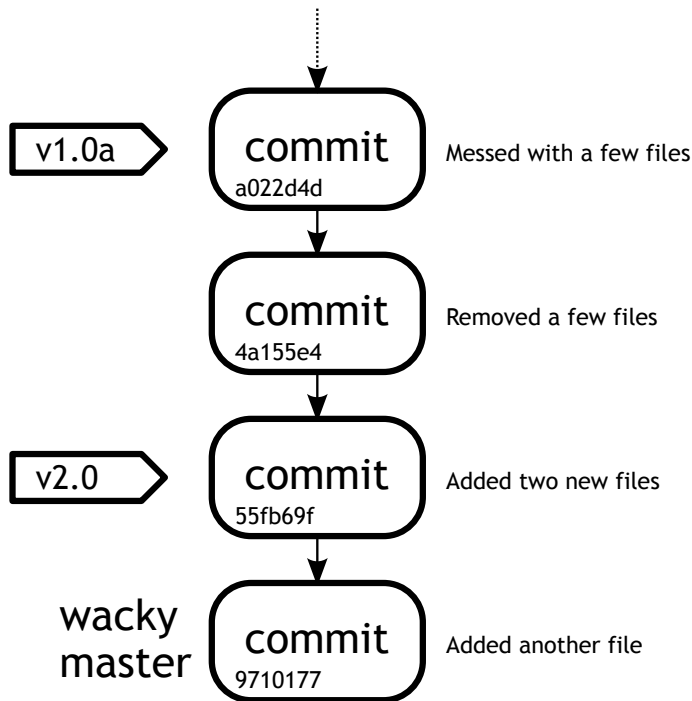 v1.0a
commit
a022d4d
Messed with a few files
commit
4a155e4
Removed a few files
v2.0
commit
55fb69f
Added two new files
wacky
master
commit
9710177
Added another file